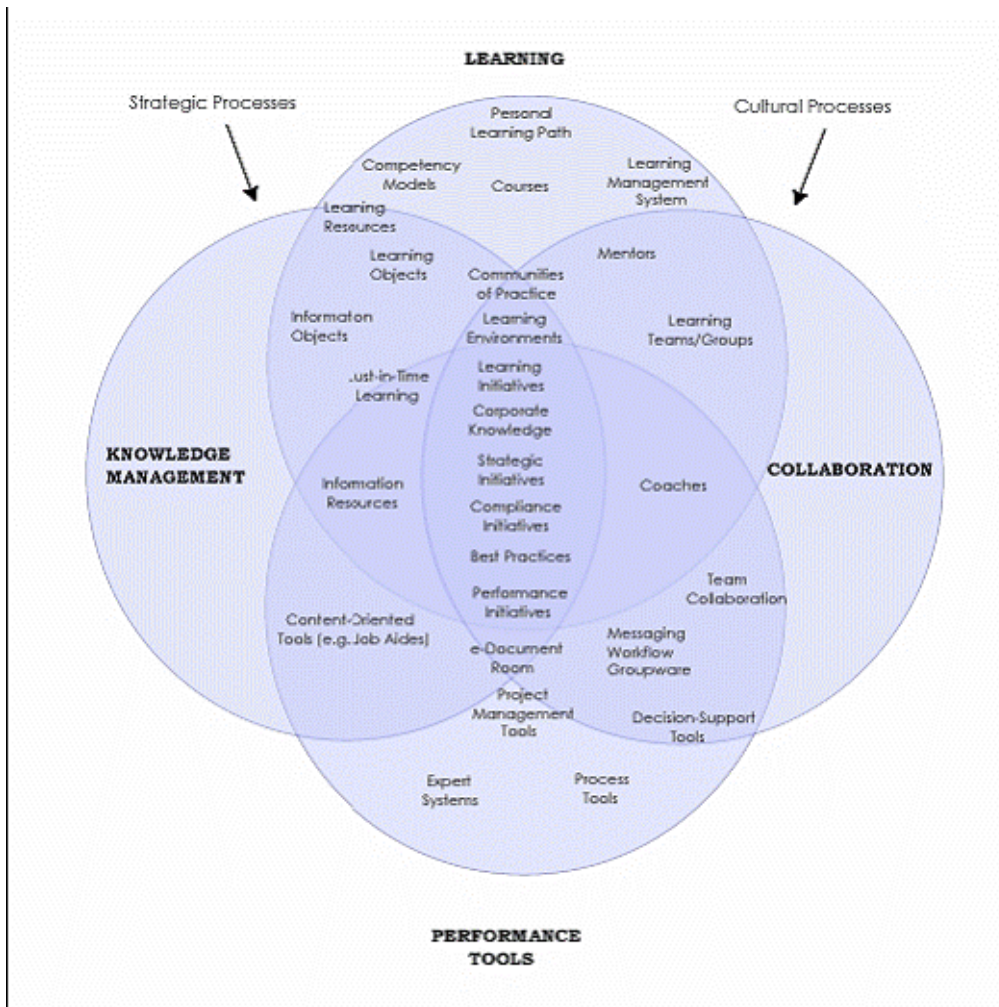 LEARNING
Strategic Processes
Cultural Processes
Personal
Learning Path
Competency
Models
Courses
Learning
Management
System
Learning
Resources
Mentors
Learning
Objects
Communities
of Practice
Informaton
Objects
Learning
Environments
Learning
Teams/Groups
Just-in-Time
Learning
Learning
Initiatives
Corporate
Knowledge
KNOWLEDGE
MANAGEMENT
Strategic
Initiatives
COLLABORATION
Information
Resources
Coaches
Compliance
Initiatives
Best Practices
Performance
Initiatives
Team
Collaboration
Content-Oriented
Tools (e.g. Job Aides)
Messaging
Workflow
Groupware
e-Document
Room
Project
Management
Tools
Decision-Support
Tools
Expert
Systems
Process
Tools
PERFORMANCE
TOOLS